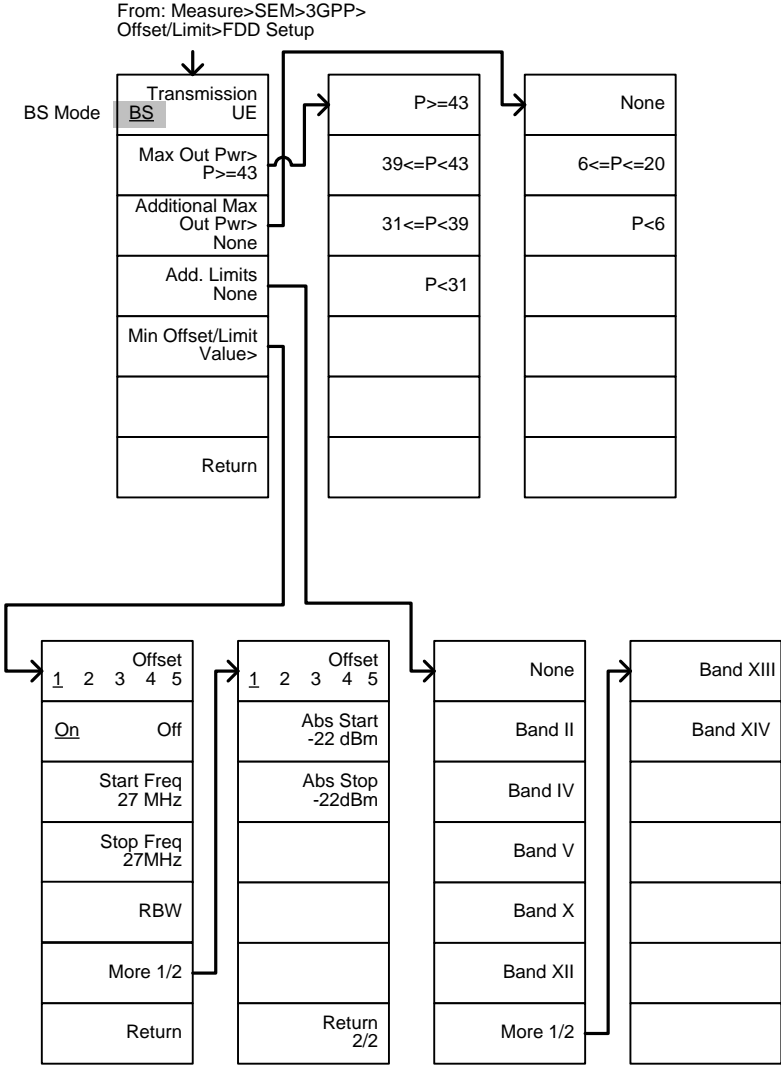 From: Measure>SEM>3GPP>
Offset/Limit>FDD Setup
BS Mode
Transmission
BS UE
Max Out Pwr>
P>=43
Additional Max
Out Pwr>
None
Add. Limits
None
Min Offset/Limit
Value>
Return
P>=43
39<=P<43
31<=P<39
P<31
None
6<=P<=20
P<6
Offset
1 2 3 4 5
On Off
Start Freq
27 MHz
Stop Freq
27MHz
RBW
More 1/2
Return
Offset
1 2 3 4 5
Abs Start
-22 dBm
Abs Stop
-22dBm
Return
2/2
None
Band II
Band IV
Band V
Band X
Band XII
More 1/2
Band XIII
Band XIV